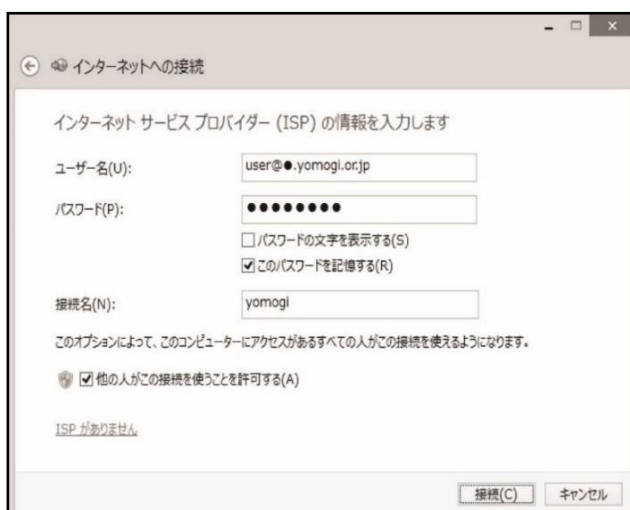 インターネットへの接続
インターネット サービス プロバイダー (ISP) の情報を入力します
ユーザー名(U):
user@●.yomogi.or.jp
パスワード(P):
●●●●●●●●
パスワードの文字を表示する(S)
このパスワードを記憶する(R)
接続名(N):
yomogi
このオプションによって、このコンピューターにアクセスがあるすべての人がこの接続を使えるようになります。
他の人がこの接続を使うことを許可する(A)
ISP がありません
接続(C)
キャンセル